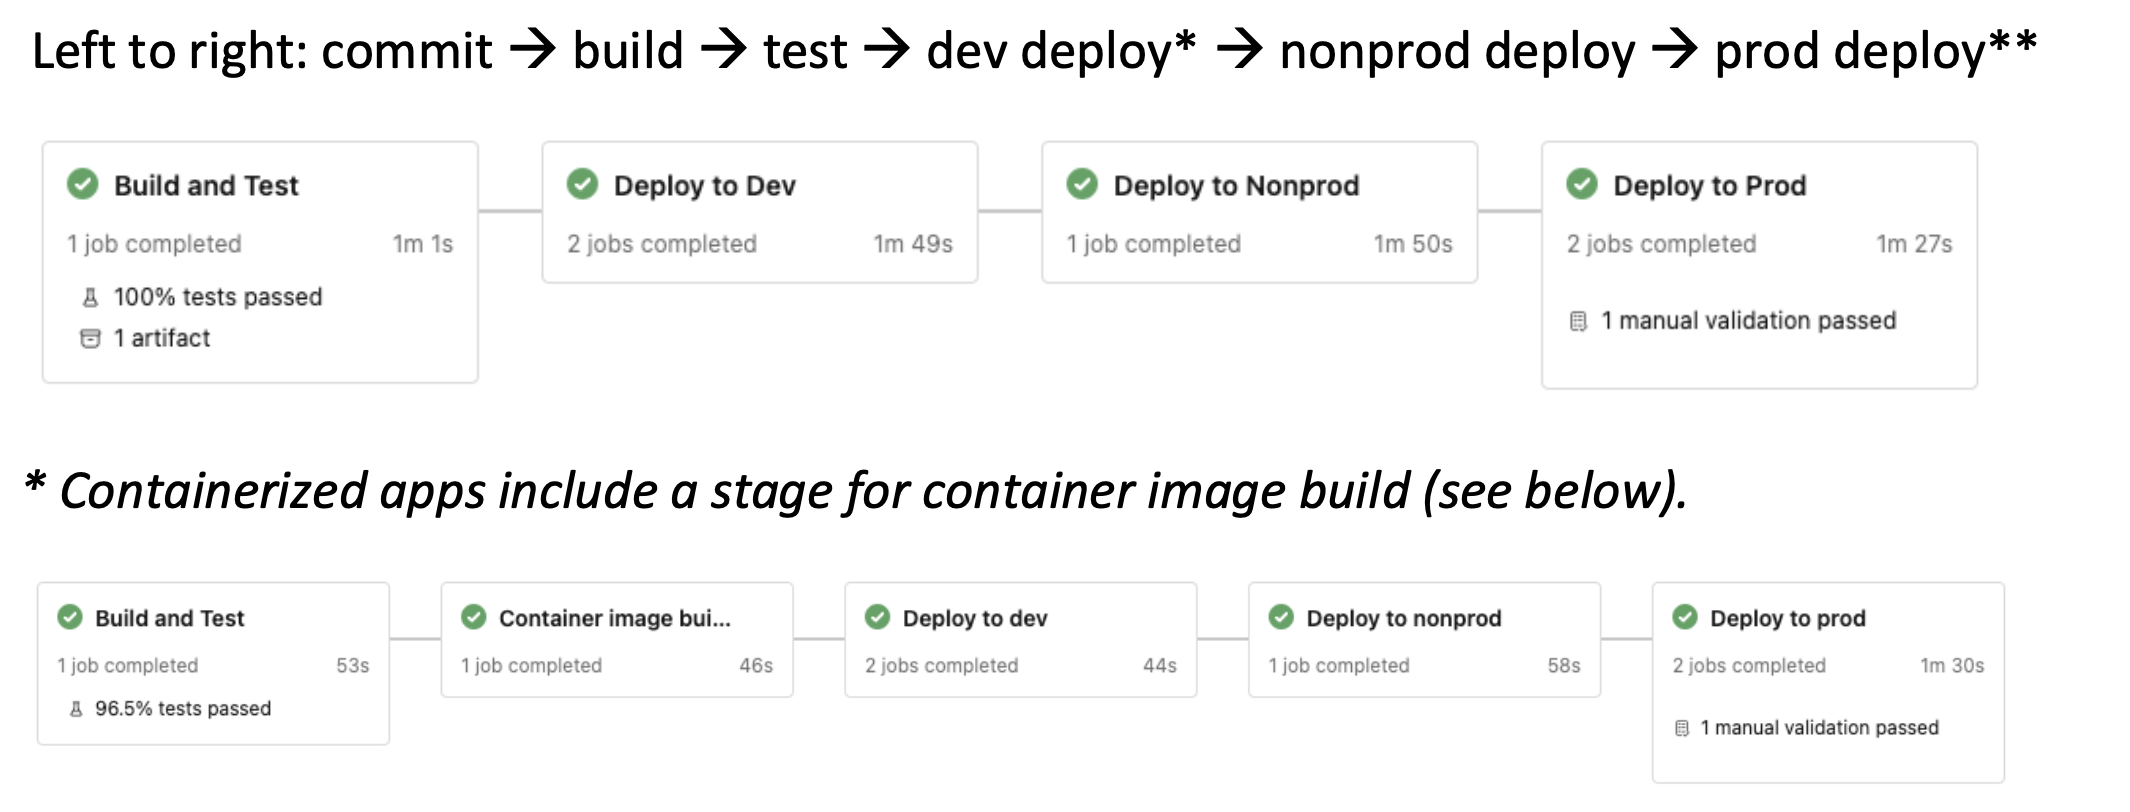 Left to right: commit → build → test → dev deploy* → nonprod deploy → prod deploy**
Build and Test
1 job completed 1m 1s
100% tests passed
1 artifact
Deploy to Dev
2 jobs completed 1m 49s
Deploy to Nonprod
1 job completed 1m 50s
Deploy to Prod
2 jobs completed 1m 27s
1 manual validation passed
* Containerized apps include a stage for container image build (see below).
Build and Test
1 job completed 53s
96.5% tests passed
Container image bui...
1 job completed 46s
Deploy to dev
2 jobs completed 44s
Deploy to nonprod
1 job completed 58s
Deploy to prod
2 jobs completed 1m 30s
1 manual validation passed